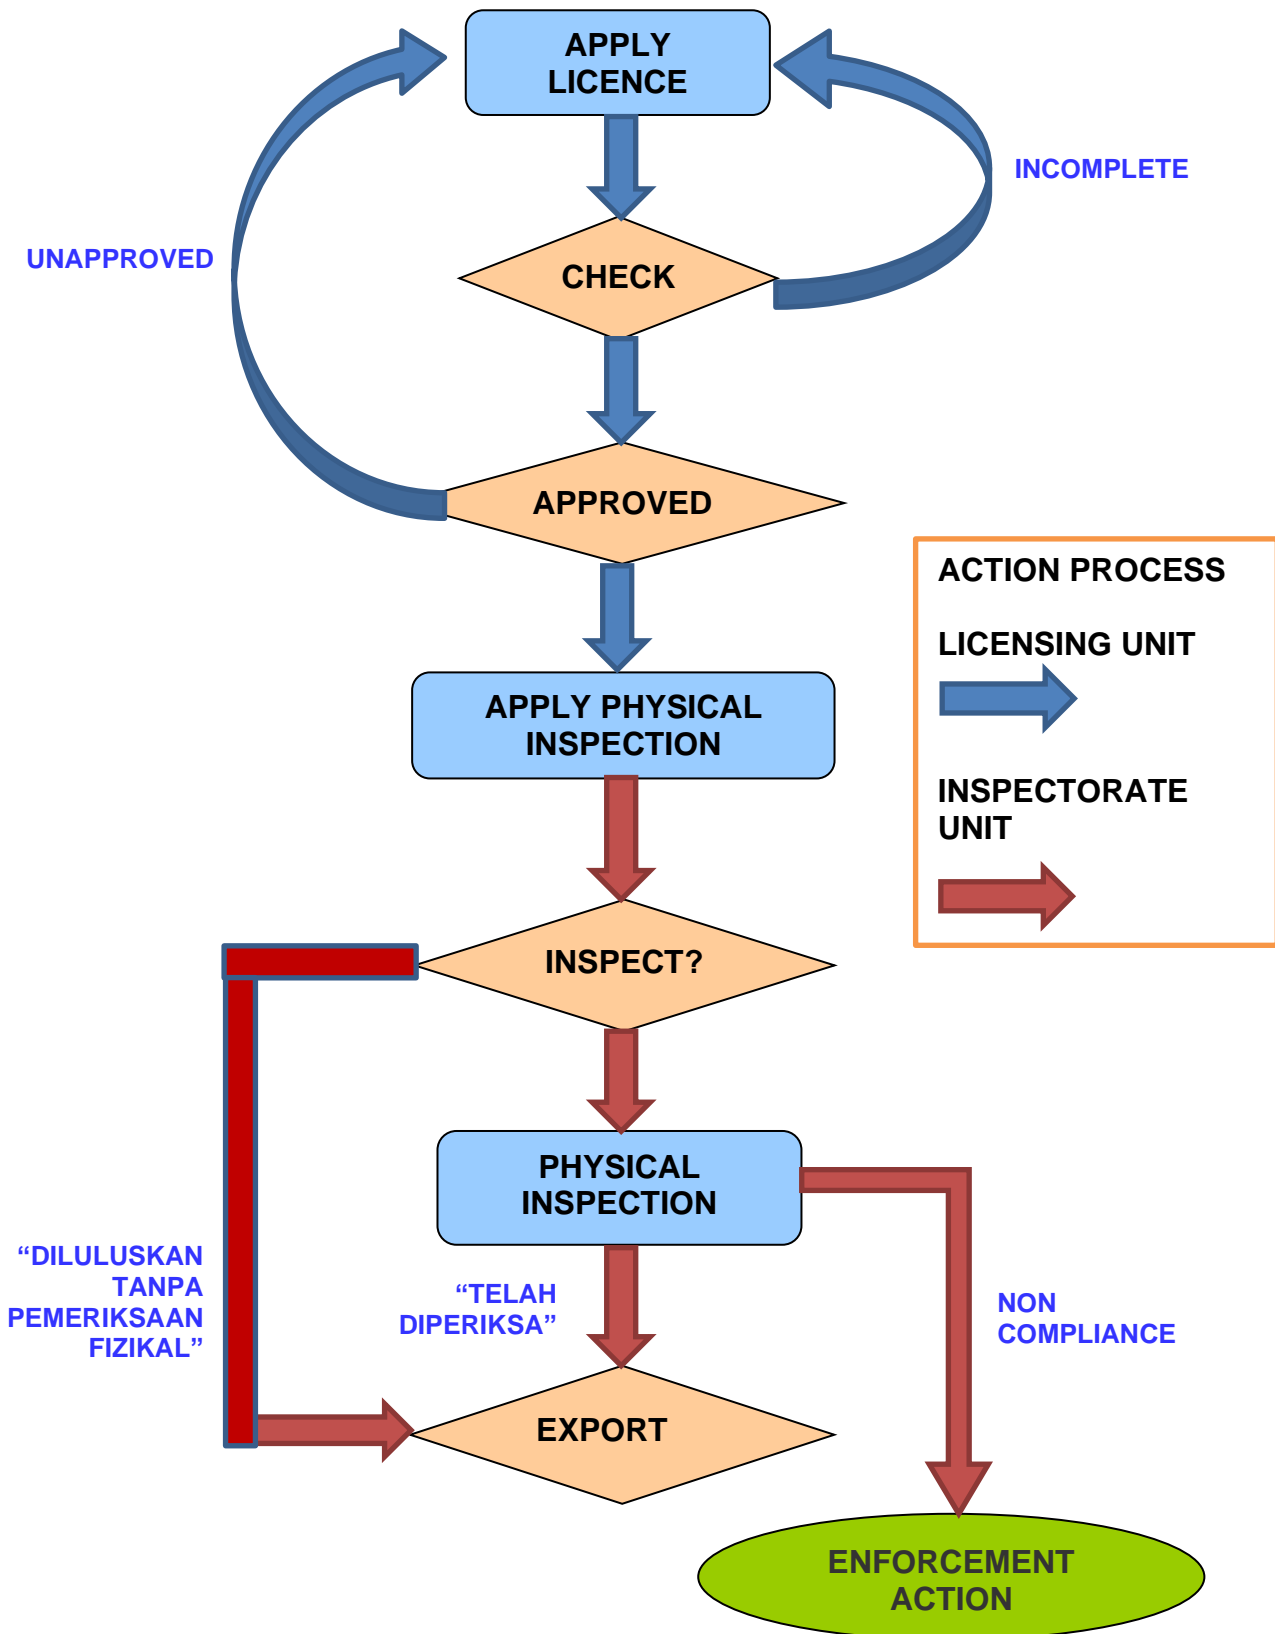 APPLY
LICENCE
INCOMPLETE
UNAPPROVED
CHECK
APPROVED
ACTION PROCESS
LICENSING UNIT
INSPECTORATE
UNIT
APPLY PHYSICAL
INSPECTION
INSPECT?
PHYSICAL
INSPECTION
“DILULUSKAN
TANPA
PEMERIKSAAN
FIZIKAL”
“TELAH
DIPERIKSA”
NON
COMPLIANCE
EXPORT
ENFORCEMENT
ACTION